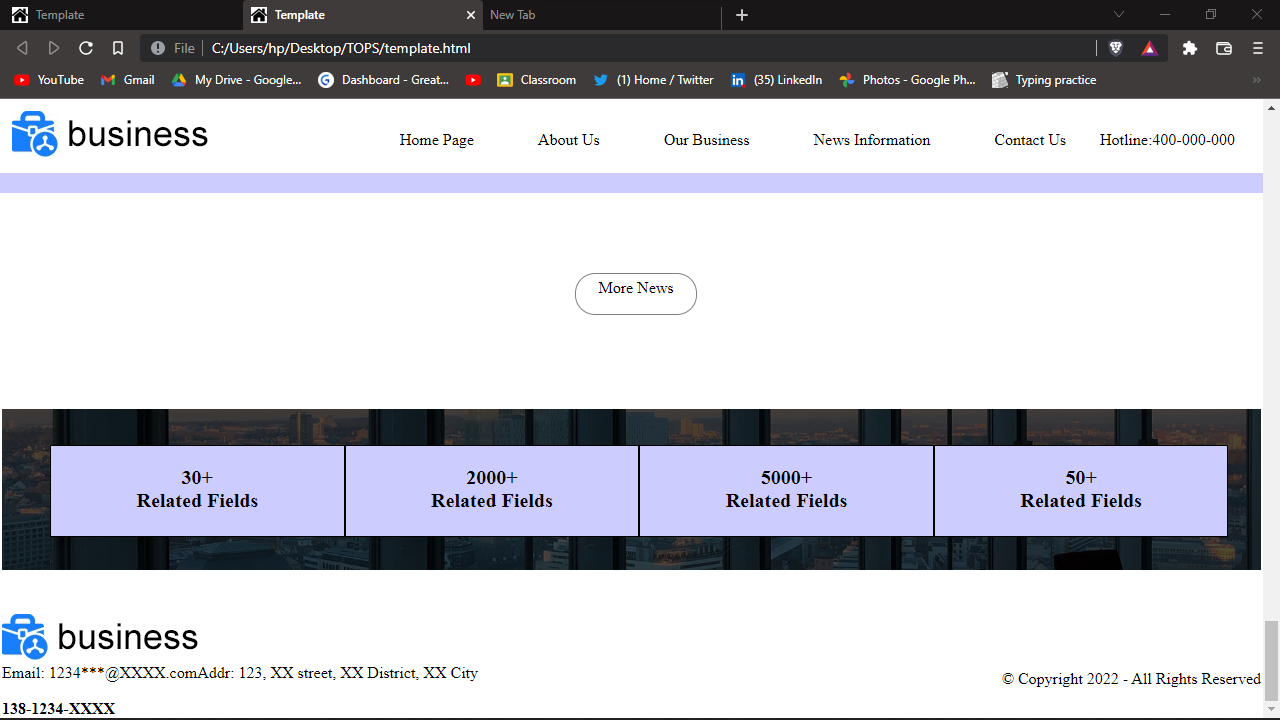 Template
Template
New Tab
File
C:/Users/hp/Desktop/TOPS/template.html
YouTube
Gmail
My Drive - Google...
Dashboard - Great...
Classroom
(1) Home / Twitter
(35) LinkedIn
Photos - Google Ph...
Typing practice
business
Home Page
About Us
Our Business
News Information
Contact Us
Hotline:400-000-000
More News
30+
Related Fields
2000+
Related Fields
5000+
Related Fields
50+
Related Fields
business
Email: 1234***@XXXX.comAddr: 123, XX street, XX District, XX City
© Copyright 2022 - All Rights Reserved
138-1234-XXXX